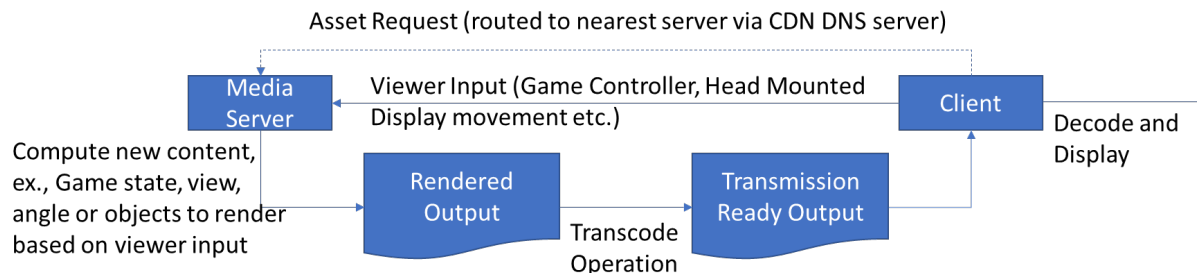 Asset Request (routed to nearest server via CDN DNS server)
Media
Server
Viewer Input (Game Controller, Head Mounted
Display movement etc.)
Client
Decode and
Display
Compute new content,
ex., Game state, view,
angle or objects to render
based on viewer input
Rendered
Output
Transcode
Operation
Transmission
Ready Output